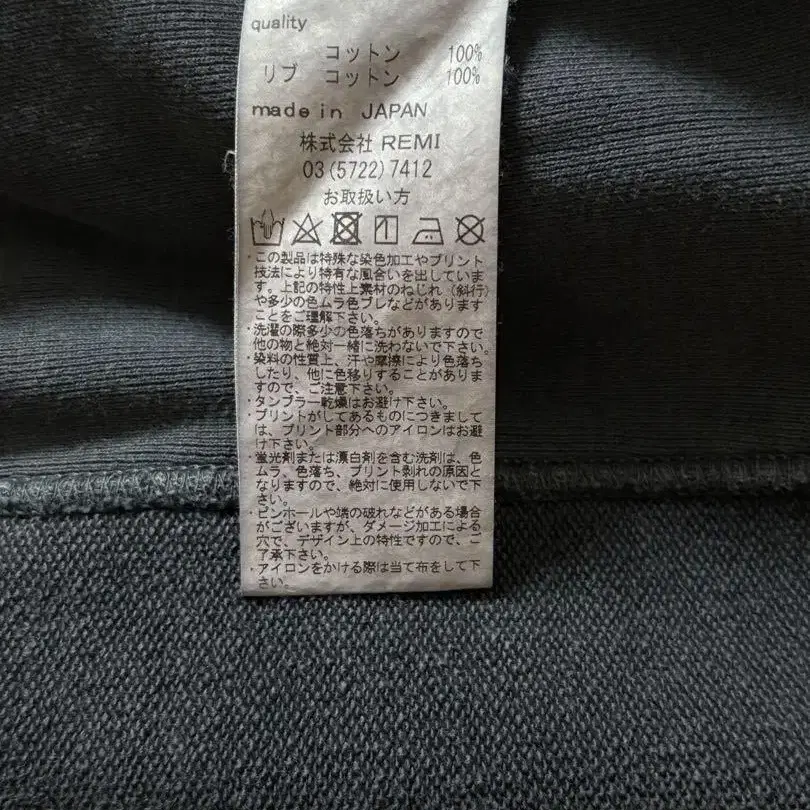 quality
コットン 100%
リブ コットン 100%
made in JAPAN
株式会社 REMI
03(5722)7412
お取扱い方
・この製品は特殊な染色加工やプリント
技法により特有な風合いを出していま
す。上記の特性上素材のねじれ(斜行)
や多少の色ムラ色ブレなどがあります
ことをご理解下さい。
・洗濯の際多少の色落ちがありますので
他の物と絶対一緒に洗わないで下さい。
・染料の性質上、汗や摩擦により色落ち
したり、他に色移りすることがありま
すので、ご注意下さい。
・タンブラー乾燥はお避け下さい。
・プリントがしてあるものにつきまして
は、プリント部分へのアイロンはお避
け下さい。
・蛍光剤または漂白剤を含む洗剤は、色
ムラ、色落ち、プリント剥れの原因と
なりますので、絶対に使用しないで下
さい。
・ピンホールや端の破れなどがある場合
がございますが、ダメージ加工による
穴で、デザイン上の特性ですので、ご
了承下さい。
・アイロンをかける際は当て布をして下
さい。